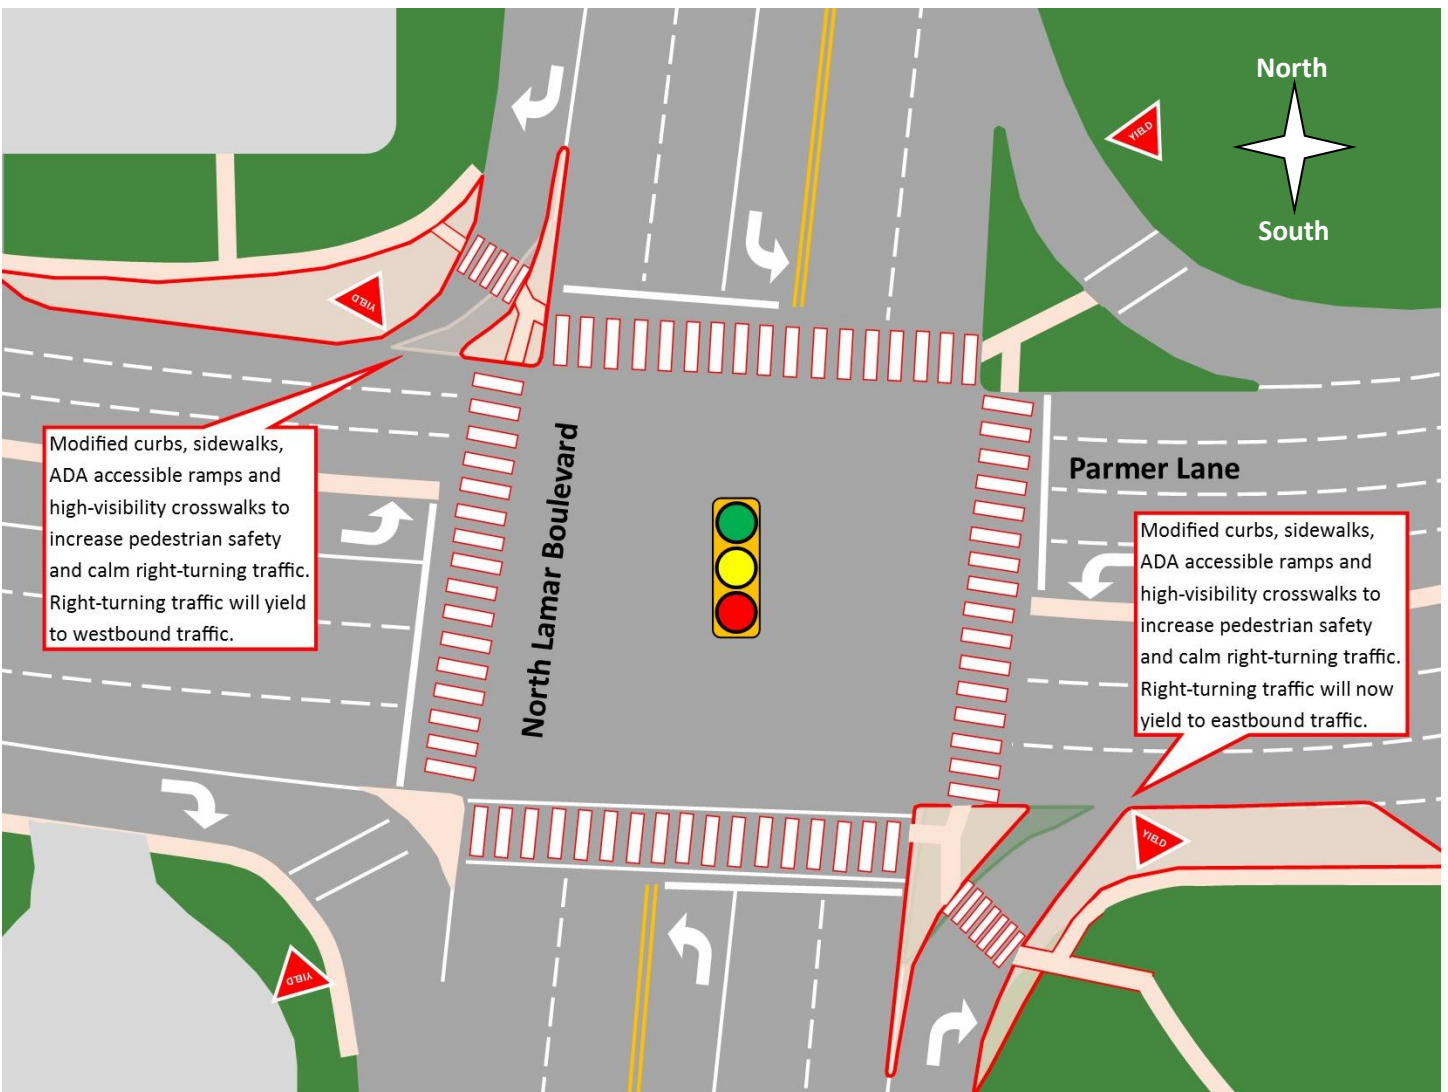 North
YIELD
South
YIELD
Modified curbs, sidewalks,
ADA accessible ramps and
high-visibility crosswalks to
increase pedestrian safety
and calm right-turning traffic.
Right-turning traffic will yield
to westbound traffic.
North Lamar Boulevard
Parmer Lane
Modified curbs, sidewalks,
ADA accessible ramps and
high-visibility crosswalks to
increase pedestrian safety
and calm right-turning traffic.
Right-turning traffic will now
yield to eastbound traffic.
YIELD
YIELD